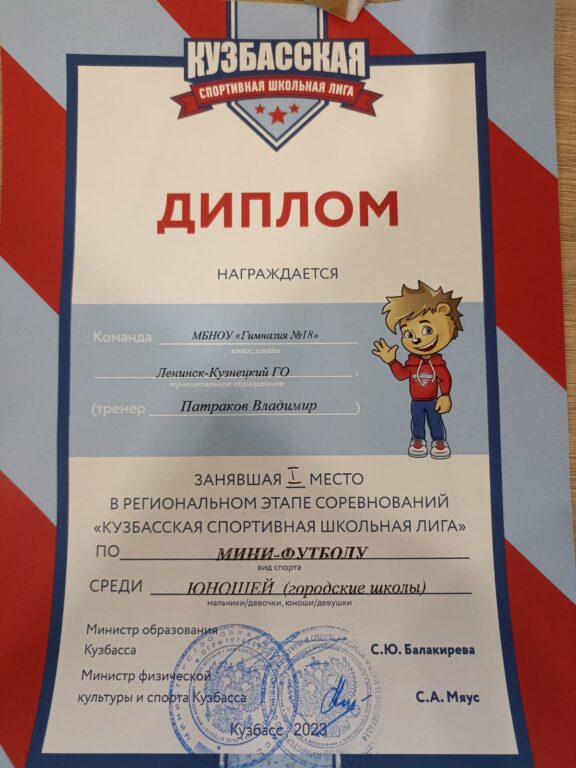 КУЗБАССКАЯ
СПОРТИВНАЯ ШКОЛЬНАЯ ЛИГА
ДИПЛОМ
НАГРАЖДАЕТСЯ
Команда МБНОУ «Гимназия №18»
класс, школа
Ленинск-Кузнецкий ГО ,
муниципальное образование
(тренер Патраков Владимир )
ЗАНЯВШАЯ I МЕСТО
В РЕГИОНАЛЬНОМ ЭТАПЕ СОРЕВНОВАНИЙ
«КУЗБАССКАЯ СПОРТИВНАЯ ШКОЛЬНАЯ ЛИГА»
ПО МИНИ-ФУТБОЛУ
вид спорта
СРЕДИ ЮНОШЕЙ (городские школы)
мальчики/девочки, юноши/девушки
Министр образования
Кузбасса С.Ю. Балакирева
Министр физической
культуры и спорта Кузбасса С.А. Мяус
Кузбасс 2023